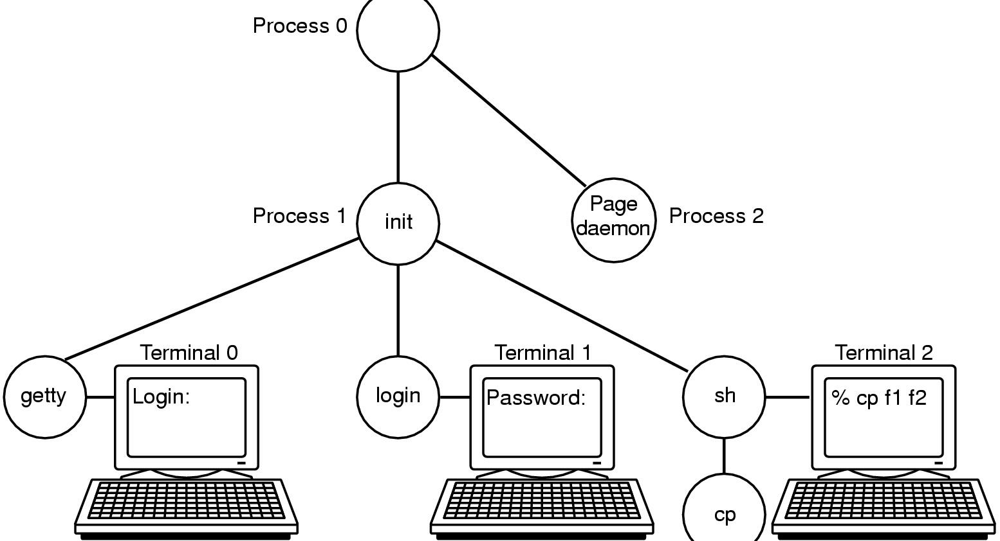 Process 0
Process 1
init
Page
daemon
Process 2
Terminal 0
Terminal 1
Terminal 2
getty
Login:
login
Password:
sh
% cp f1 f2
cp